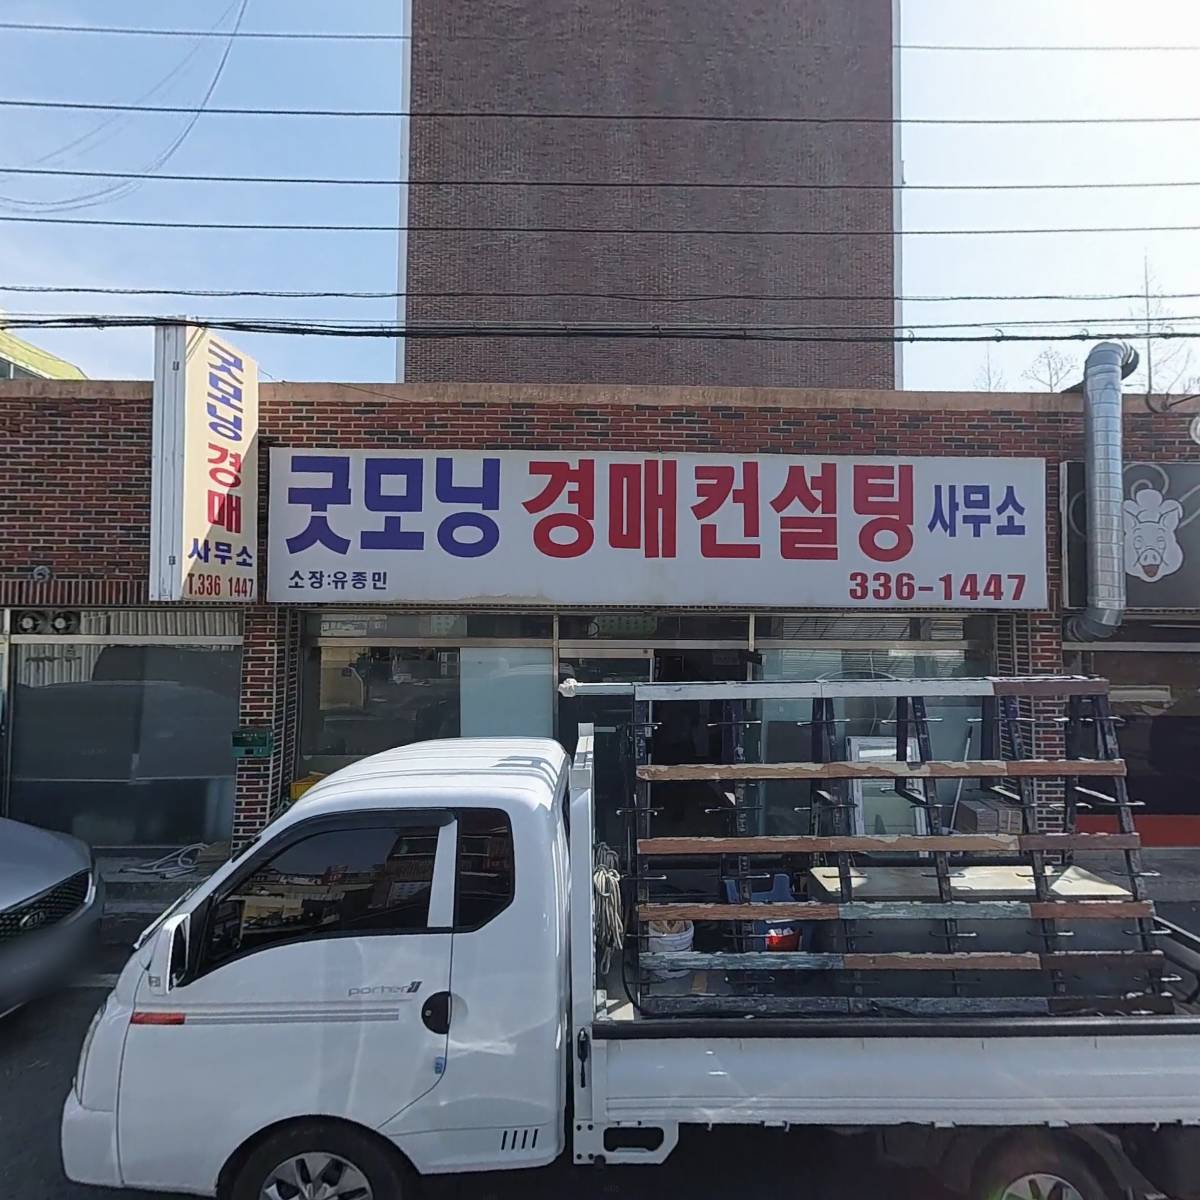 굿모닝
경매
사무소
T.336 1447
굿모닝 경매컨설팅 사무소
소장:유종민
336-1447
porter II
KIA